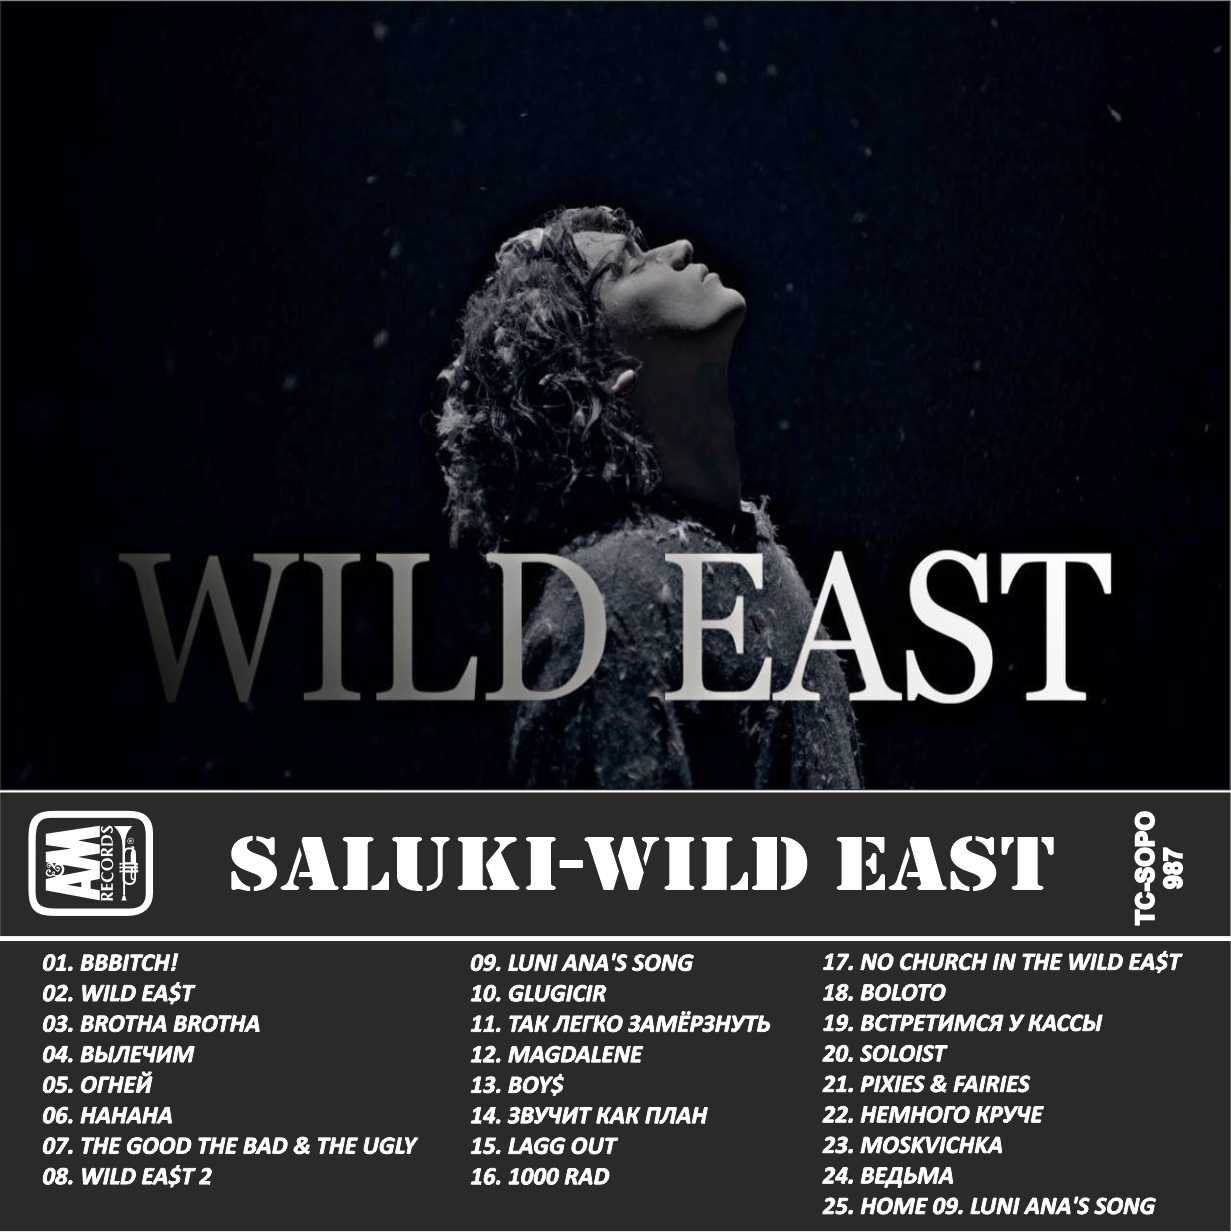 WILD EAST
A&M
RECORDS
®
SALUKI-WILD EAST
TC-SOPO
987
01. BBBITCH!
02. WILD EA$T
03. BROTHA BROTHA
04. ВЫЛЕЧИМ
05. ОГНЕЙ
06. НАНАНА
07. THE GOOD THE BAD & THE UGLY
08. WILD EA$T 2
09. LUNI ANA'S SONG
10. GLUGICIR
11. ТАК ЛЕГКО ЗАМЁРЗНУТЬ
12. MAGDALENE
13. BOY$
14. ЗВУЧИТ КАК ПЛАН
15. LAGG OUT
16. 1000 RAD
17. NO CHURCH IN THE WILD EA$T
18. BOLOTO
19. ВСТРЕТИМСЯ У КАССЫ
20. SOLOIST
21. PIXIES & FAIRIES
22. НЕМНОГО КРУЧЕ
23. MOSKVICHKA
24. ВЕДЬМА
25. HOME 09. LUNI ANA'S SONG